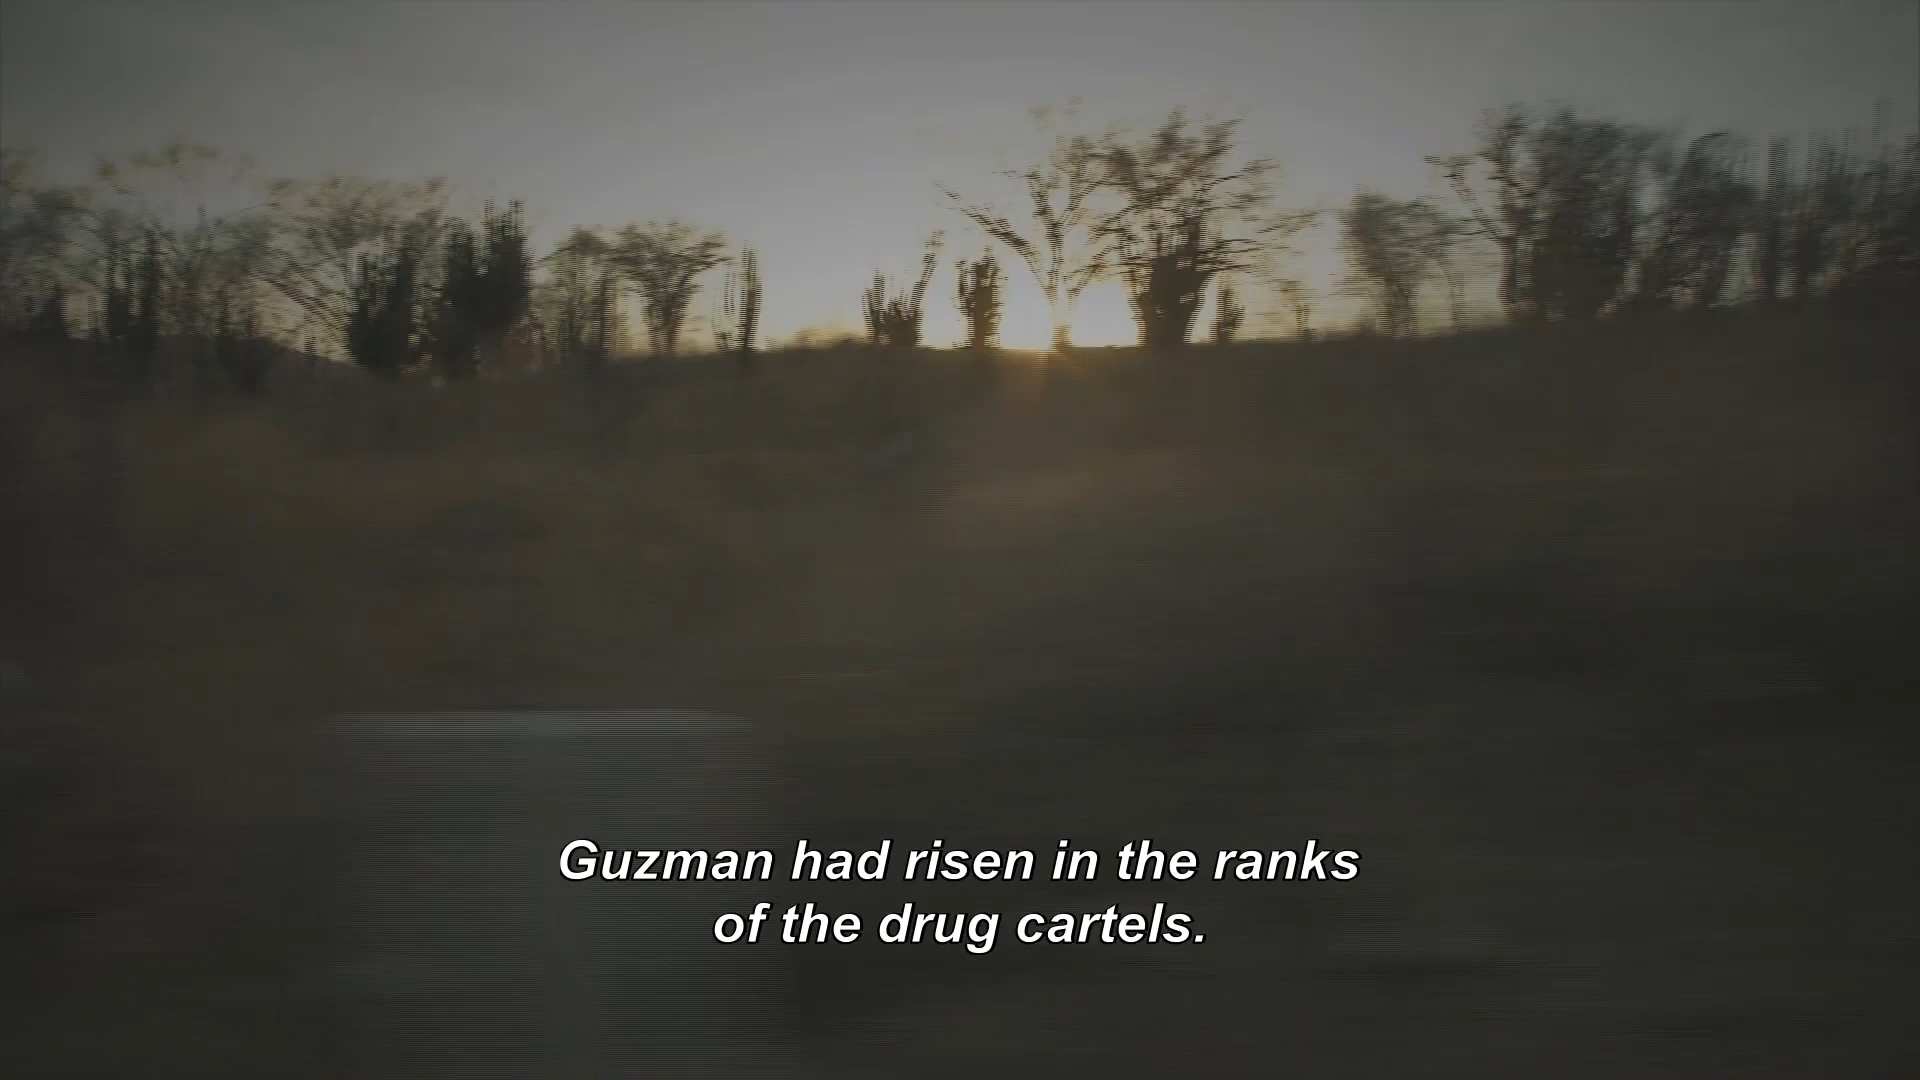 Guzman had risen in the ranks
of the drug cartels.